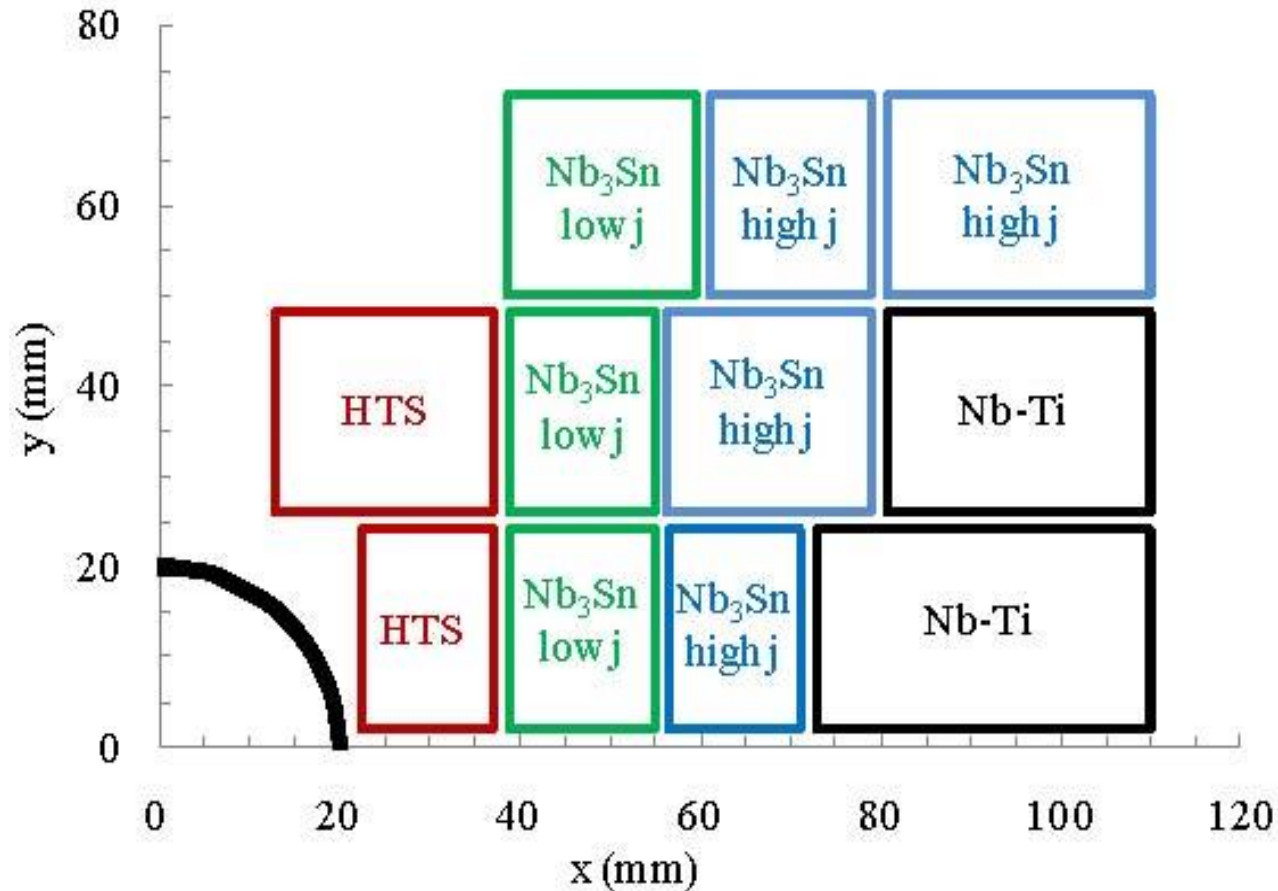 80
60
40
20
0
y (mm)
Nb₃Sn
low j
Nb₃Sn
high j
Nb₃Sn
high j
HTS
Nb₃Sn
low j
Nb₃Sn
high j
Nb-Ti
HTS
Nb₃Sn
low j
Nb₃Sn
high j
Nb-Ti
0 20 40 60 80 100 120
x (mm)